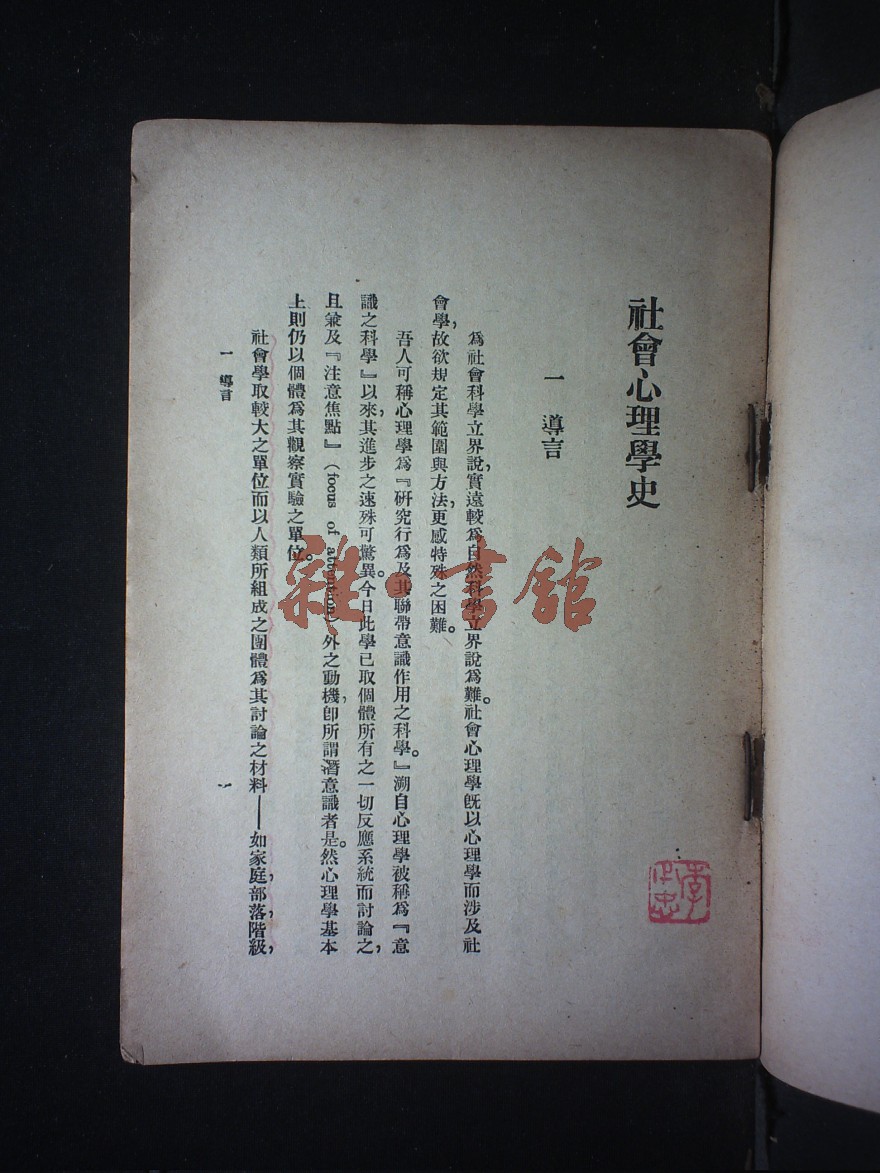 社會心理學史
一 導言
爲社會科學立界說，實遠較爲自然科學立界說爲難。社會心理學旣以心理學而涉及社
會學，故欲規定其範圍與方法，更感特殊之困難。
吾人可稱心理學爲『硏究行爲及其聯帶意識作用之科學。』溯自心理學被稱爲『意
識之科學』以來，其進步之速殊可驚異。今日此學已取個體所有之一切反應系統而討論之，
且兼及『注意焦點』（focus of attention）外之動機，卽所謂潛意識者是。然心理學基本
上則仍以個體爲其觀察實驗之單位。
社會學取較大之單位而以人類所組成之團體爲其討論之材料——如家庭，部落，階級，
一 導言
一
雜·書館